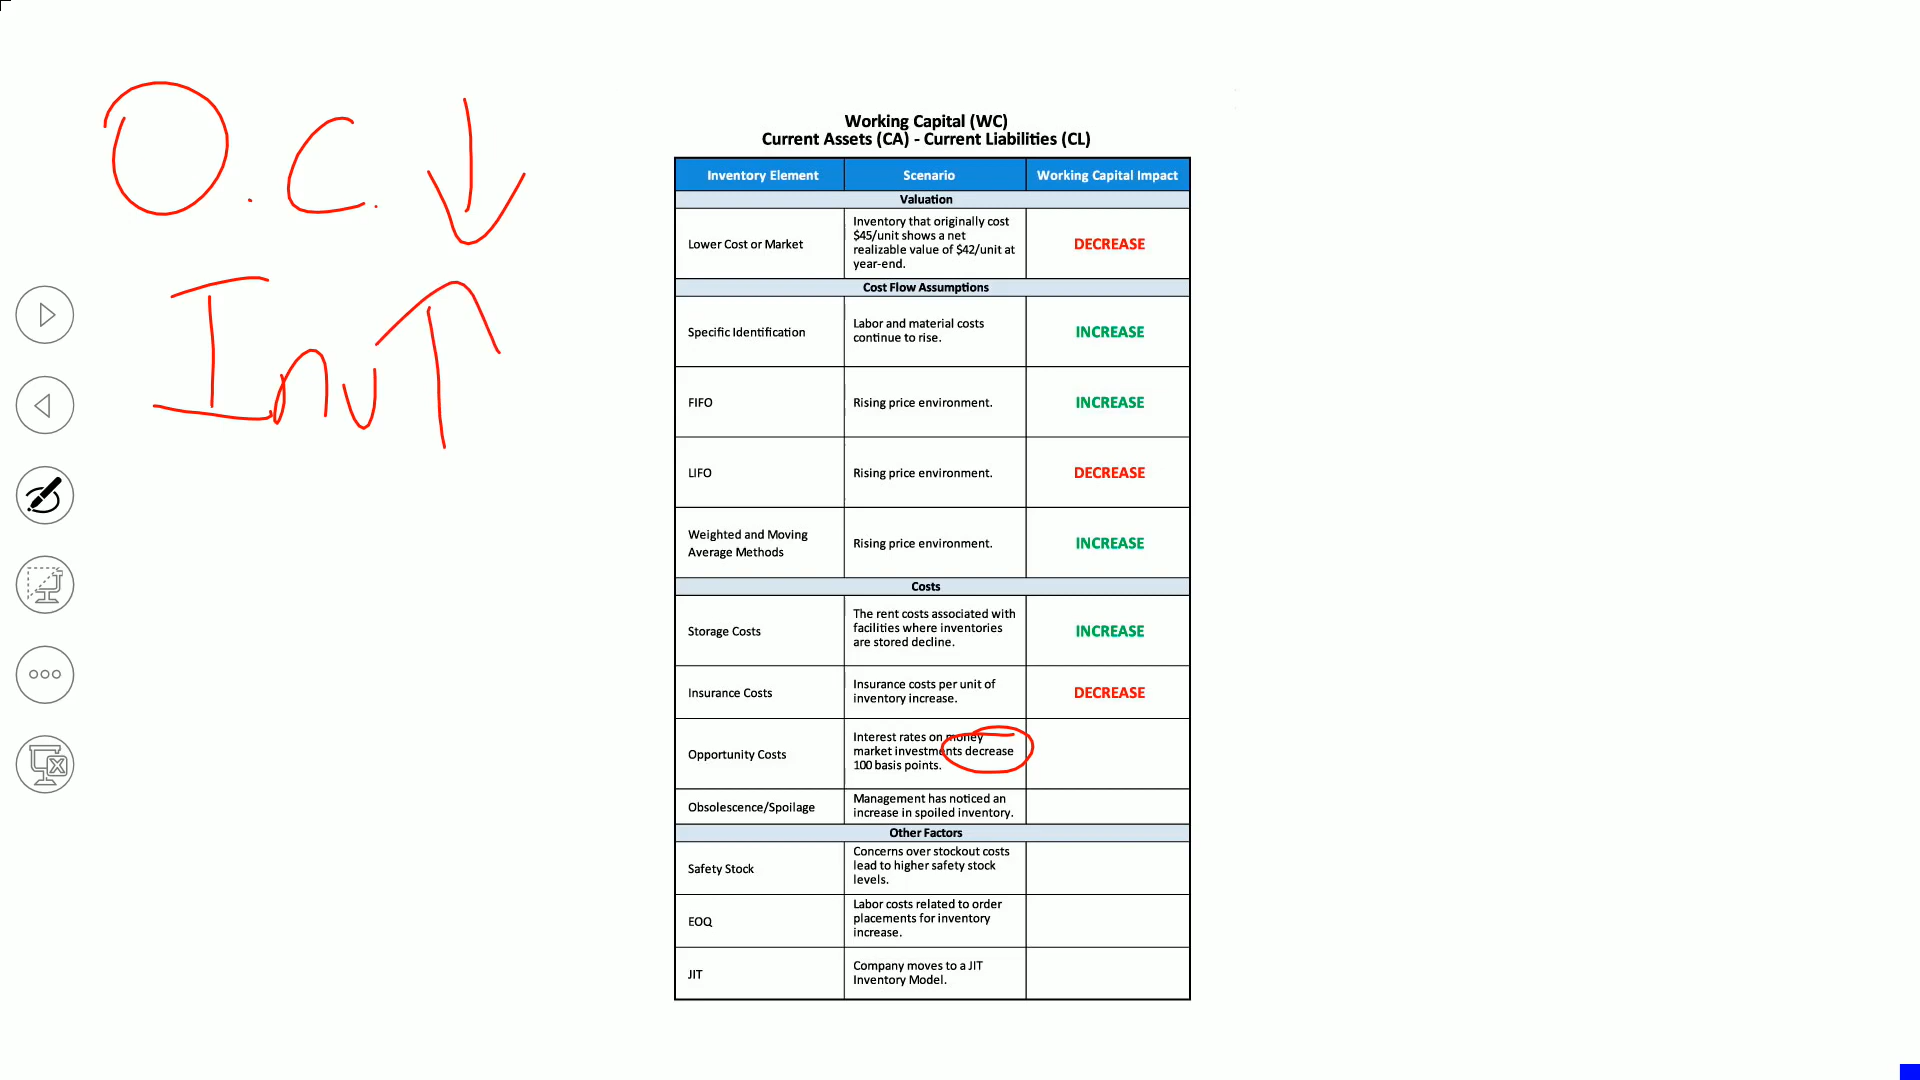 O.C. ↓
Inv ↑
Working Capital (WC)
Current Assets (CA) - Current Liabilities (CL)
Inventory Element Scenario Working Capital Impact
Valuation
Lower Cost or Market
Inventory that originally cost
$45/unit shows a net
realizable value of $42/unit at
year-end.
DECREASE
Cost Flow Assumptions
Specific Identification
Labor and material costs
continue to rise.
INCREASE
FIFO
Rising price environment.
INCREASE
LIFO
Rising price environment.
DECREASE
Weighted and Moving
Average Methods
Rising price environment.
INCREASE
Costs
Storage Costs
The rent costs associated with
facilities where inventories
are stored decline.
INCREASE
Insurance Costs
Insurance costs per unit of
inventory increase.
DECREASE
Opportunity Costs
Interest rates on money
market investments decrease
100 basis points.
Obsolescence/Spoilage
Management has noticed an
increase in spoiled inventory.
Other Factors
Safety Stock
Concerns over stockout costs
lead to higher safety stock
levels.
EOQ
Labor costs related to order
placements for inventory
increase.
JIT
Company moves to a JIT
Inventory Model.